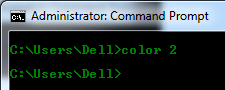 Administrator: Command Prompt
C:\Users\Dell>color 2
C:\Users\Dell>